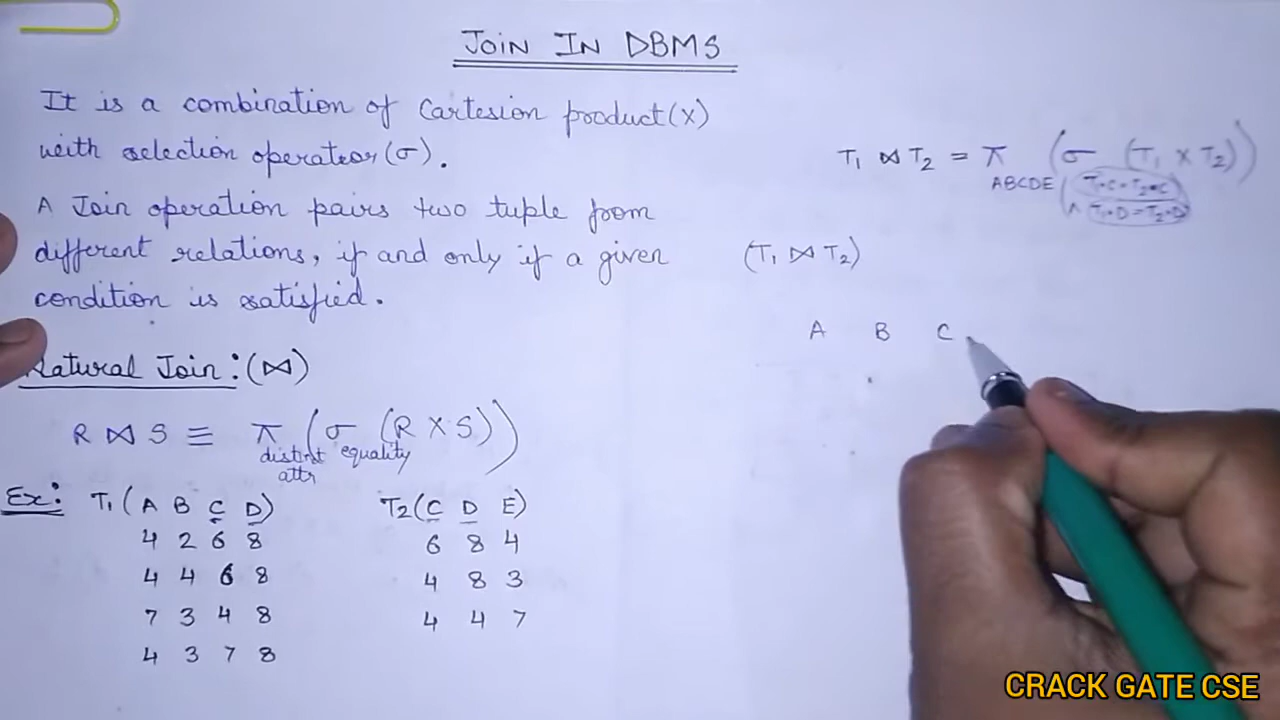 JOIN IN DBMS
It is a combination of Cartesion product(X)
with selection operator(σ).
A Join operation pairs two tuple from
different relations, if and only if a given
condition is satisfied.
Natural Join:(⋈)
R ⋈ S ≡ π (σ (R X S))
distinct equality
attr
Ex: T1(A B C D)
4 2 6 8
4 4 6 8
7 3 4 8
4 3 7 8
T2(C D E)
6 8 4
4 8 3
4 4 7
T1 ⋈ T2 = π (σ (T1 X T2))
ABCDE (T1.C=T2.C
∧ T1.D=T2.D)
(T1 ⋈ T2)
A B C
CRACK GATE CSE